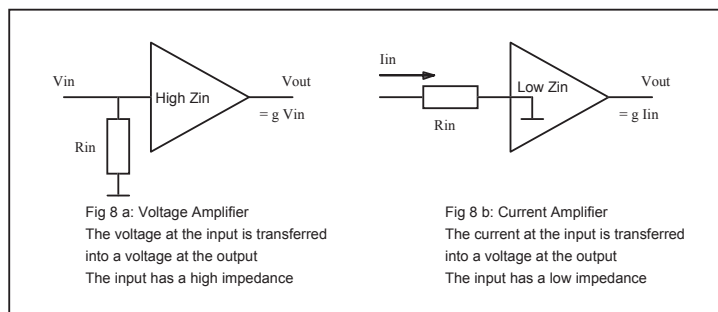 Vin
High Zin
Vout
= g Vin
Rin
Fig 8 a: Voltage Amplifier
The voltage at the input is transferred
into a voltage at the output
The input has a high impedance
Iin
Low Zin
Vout
= g Iin
Rin
Fig 8 b: Current Amplifier
The current at the input is transferred
into a voltage at the output
The input has a low impedance